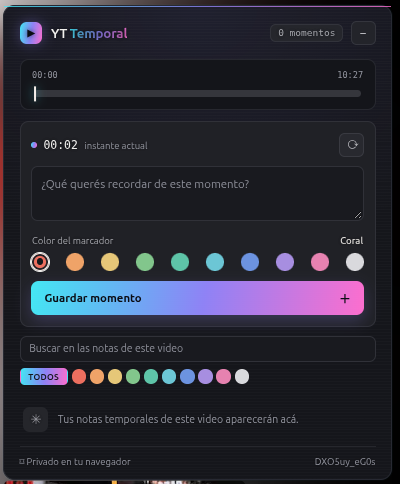 YT Temporal
0 momentos
00:00
10:27
00:02 instante actual
¿Qué querés recordar de este momento?
Color del marcador
Coral
Guardar momento +
Buscar en las notas de este video
TODOS
Tus notas temporales de este video aparecerán acá.
Privado en tu navegador
DXO5uy_eG0s